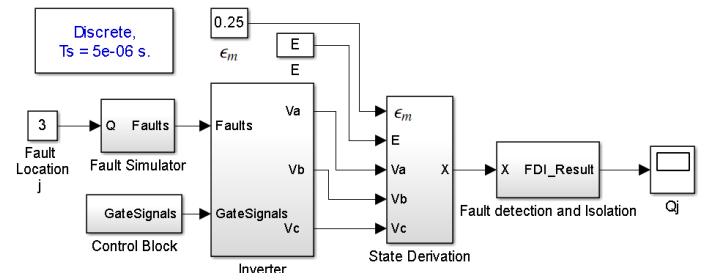 Discrete,
Ts = 5e-06 s.
0.25
ϵm
E
E
3
Fault
Location
j
Q Faults
Fault Simulator
GateSignals
Control Block
Faults
GateSignals
Va
Vb
Vc
Inverter
ϵm
E
Va
Vb
Vc
X
State Derivation
X FDI_Result
Fault detection and Isolation
Qj